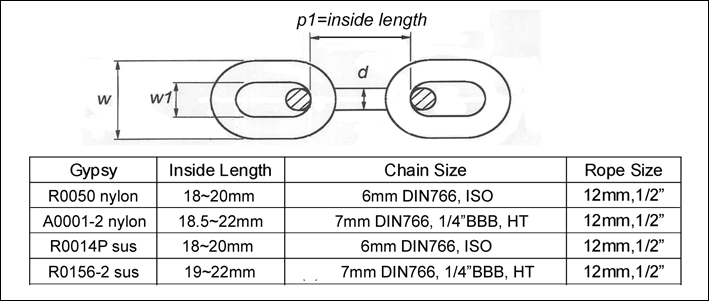 p1=inside length
d
w w1
Gypsy Inside Length Chain Size Rope Size
R0050 nylon 18~20mm 6mm DIN766, ISO 12mm,1/2”
A0001-2 nylon 18.5~22mm 7mm DIN766, 1/4”BBB, HT 12mm,1/2”
R0014P sus 18~20mm 6mm DIN766, ISO 12mm,1/2”
R0156-2 sus 19~22mm 7mm DIN766, 1/4”BBB, HT 12mm,1/2”